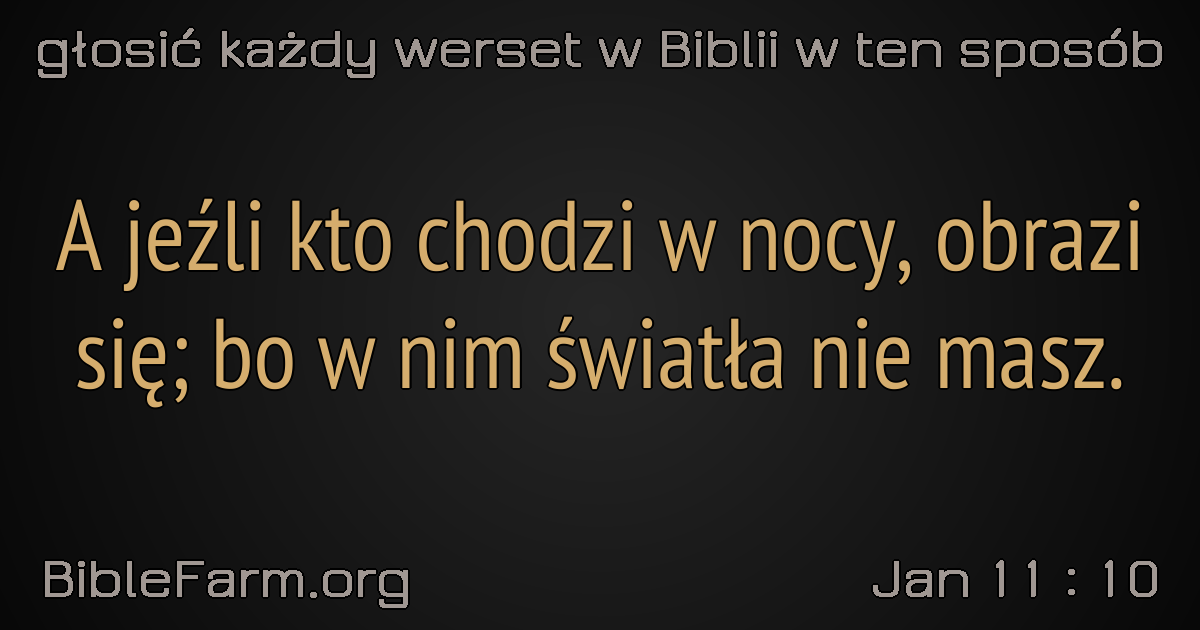 głosić każdy werset w Biblii w ten sposób
A jeźli kto chodzi w nocy, obrazi
się; bo w nim światła nie masz.
BibleFarm.org
Jan 11 : 10